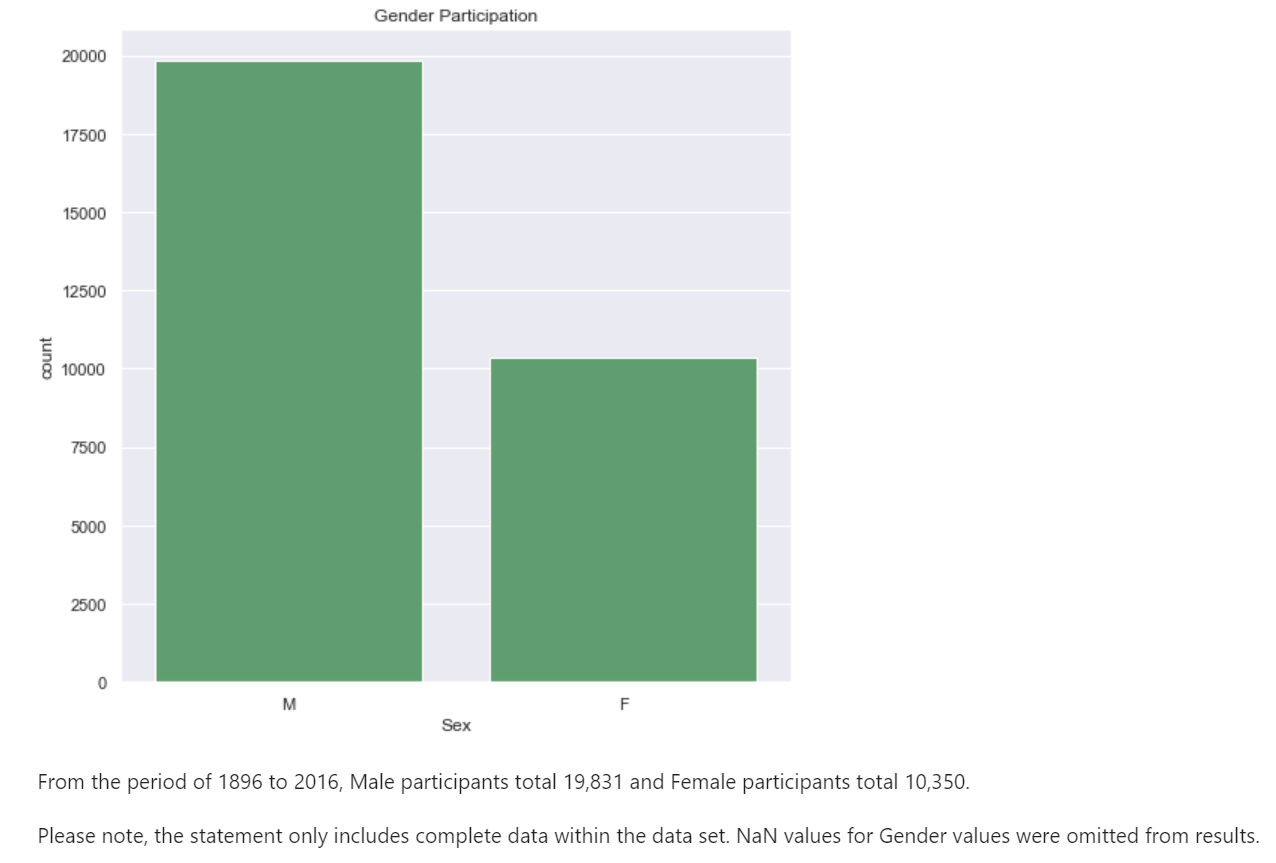 Gender Participation
20000
17500
15000
12500
10000
7500
5000
2500
0
count
M
F
Sex
From the period of 1896 to 2016, Male participants total 19,831 and Female participants total 10,350.
Please note, the statement only includes complete data within the data set. NaN values for Gender values were omitted from results.